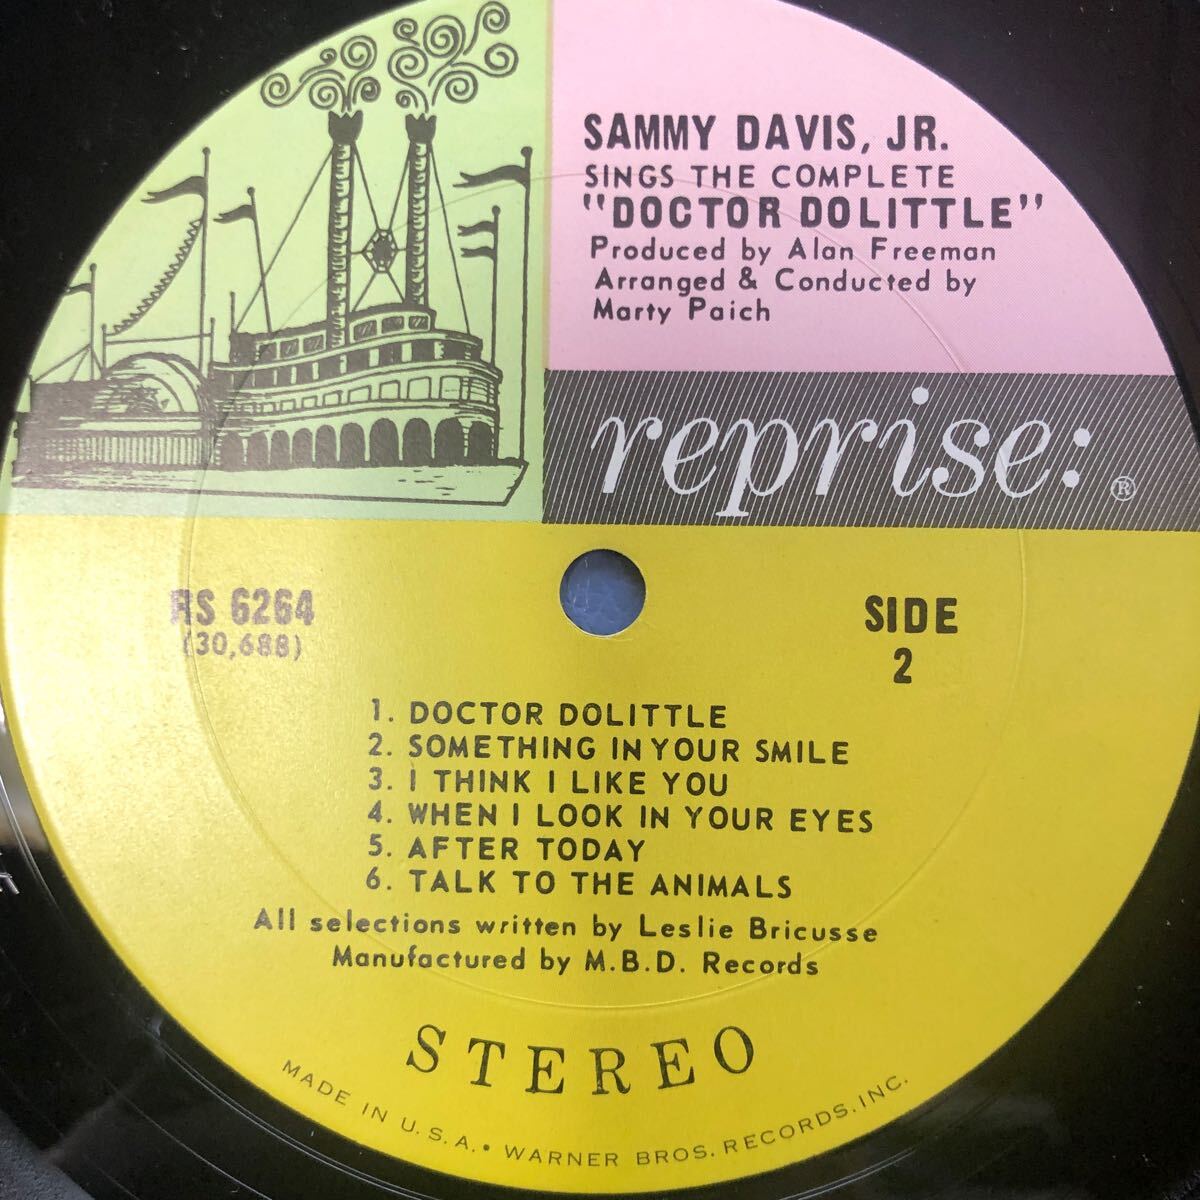 SAMMY DAVIS, JR.
SINGS THE COMPLETE
"DOCTOR DOLITTLE"
Produced by Alan Freeman
Arranged & Conducted by
Marty Paich
reprise: ®
RS 6264
(30,688)
SIDE
2
1. DOCTOR DOLITTLE
2. SOMETHING IN YOUR SMILE
3. I THINK I LIKE YOU
4. WHEN I LOOK IN YOUR EYES
5. AFTER TODAY
6. TALK TO THE ANIMALS
All selections written by Leslie Bricusse
Manufactured by M.B.D. Records
STEREO
MADE IN U.S.A. • WARNER BROS. RECORDS, INC.